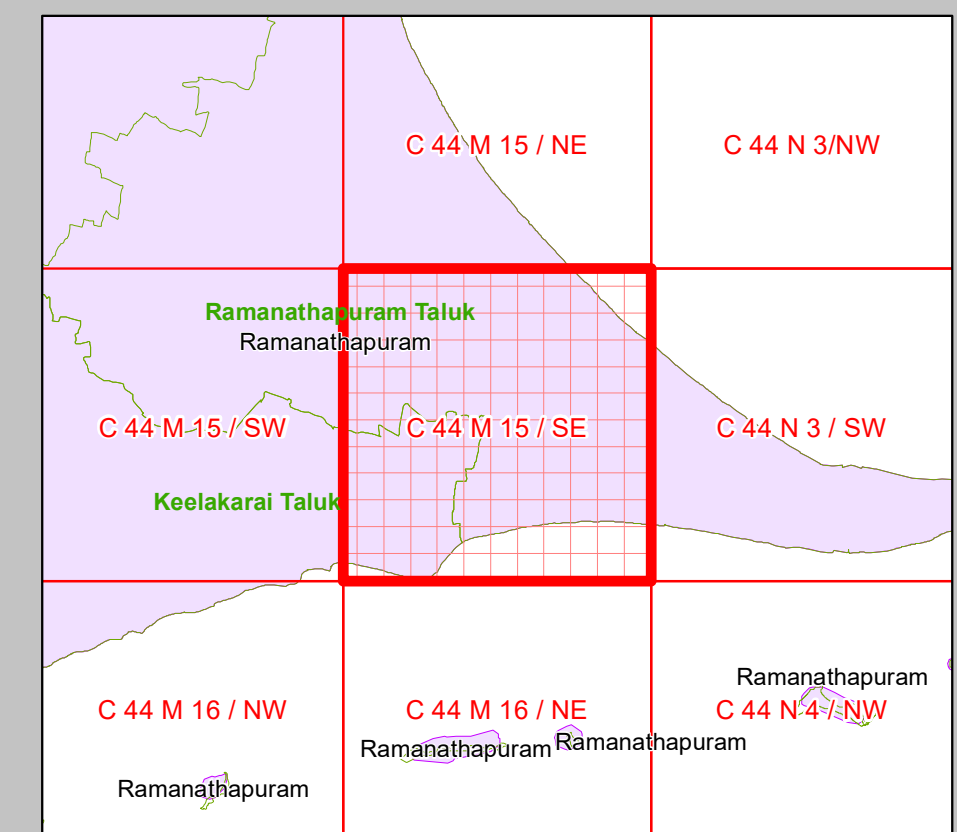 C 44 M 15 / NE
C 44 N 3/NW
Ramanathapuram Taluk
Ramanathapuram
C 44 M 15 / SW
C 44 M 15 / SE
C 44 N 3 / SW
Keelakarai Taluk
Ramanathapuram
C 44 M 16 / NW
C 44 M 16 / NE
C 44 N 4 / NW
Ramanathapuram
Ramanathapuram
Ramanathapuram